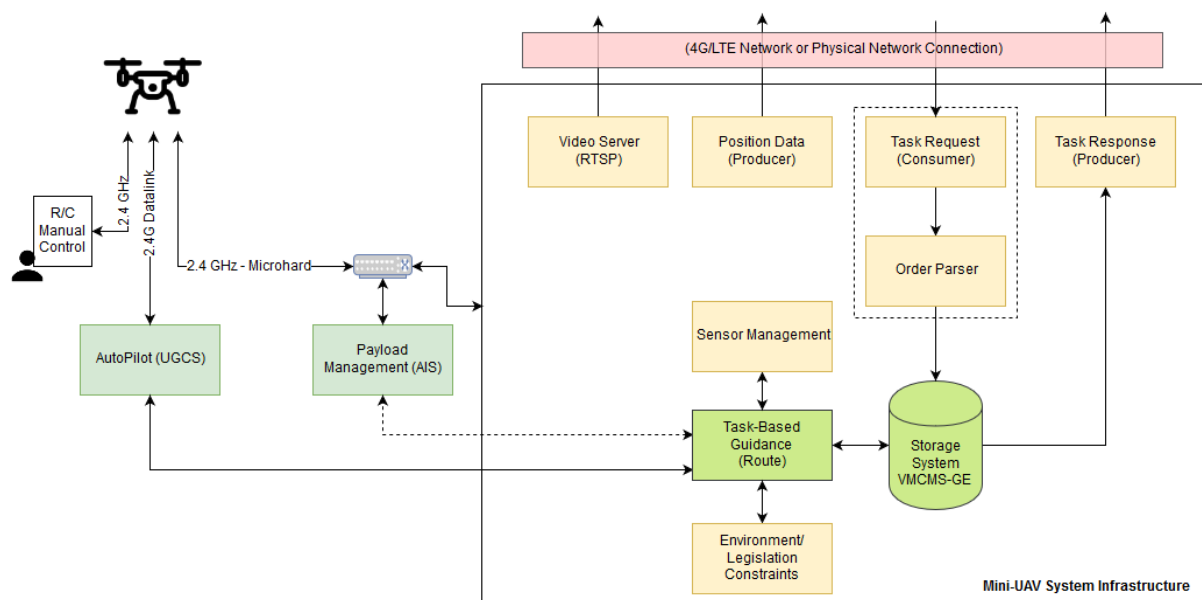 (4G/LTE Network or Physical Network Connection)
Video Server
(RTSP)
Position Data
(Producer)
Task Request
(Consumer)
Task Response
(Producer)
2.4 GHz
2.4G Datalink
R/C
Manual
Control
2.4 GHz - Microhard
Order Parser
AutoPilot (UGCS)
Payload
Management (AIS)
Sensor Management
Task-Based
Guidance
(Route)
Storage
System
VMCMS-GE
Environment/
Legislation
Constraints
Mini-UAV System Infrastructure